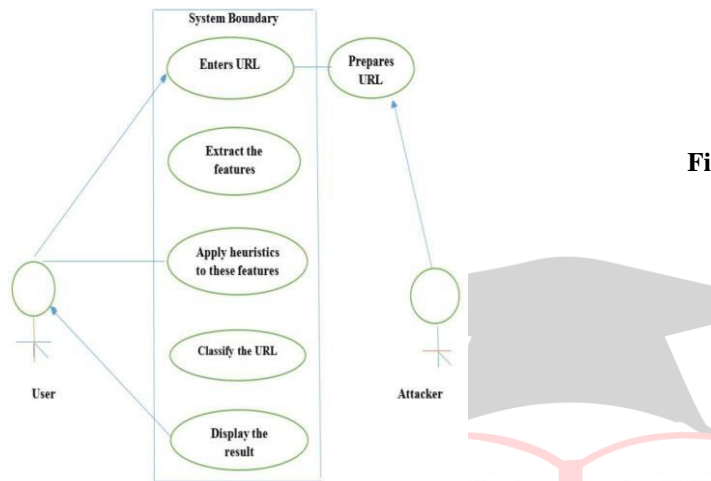 System Boundary
Enters URL
Prepares
URL
Extract the
features
Fi
Apply heuristics
to these features
Classify the URL
User
Attacker
Display the
result